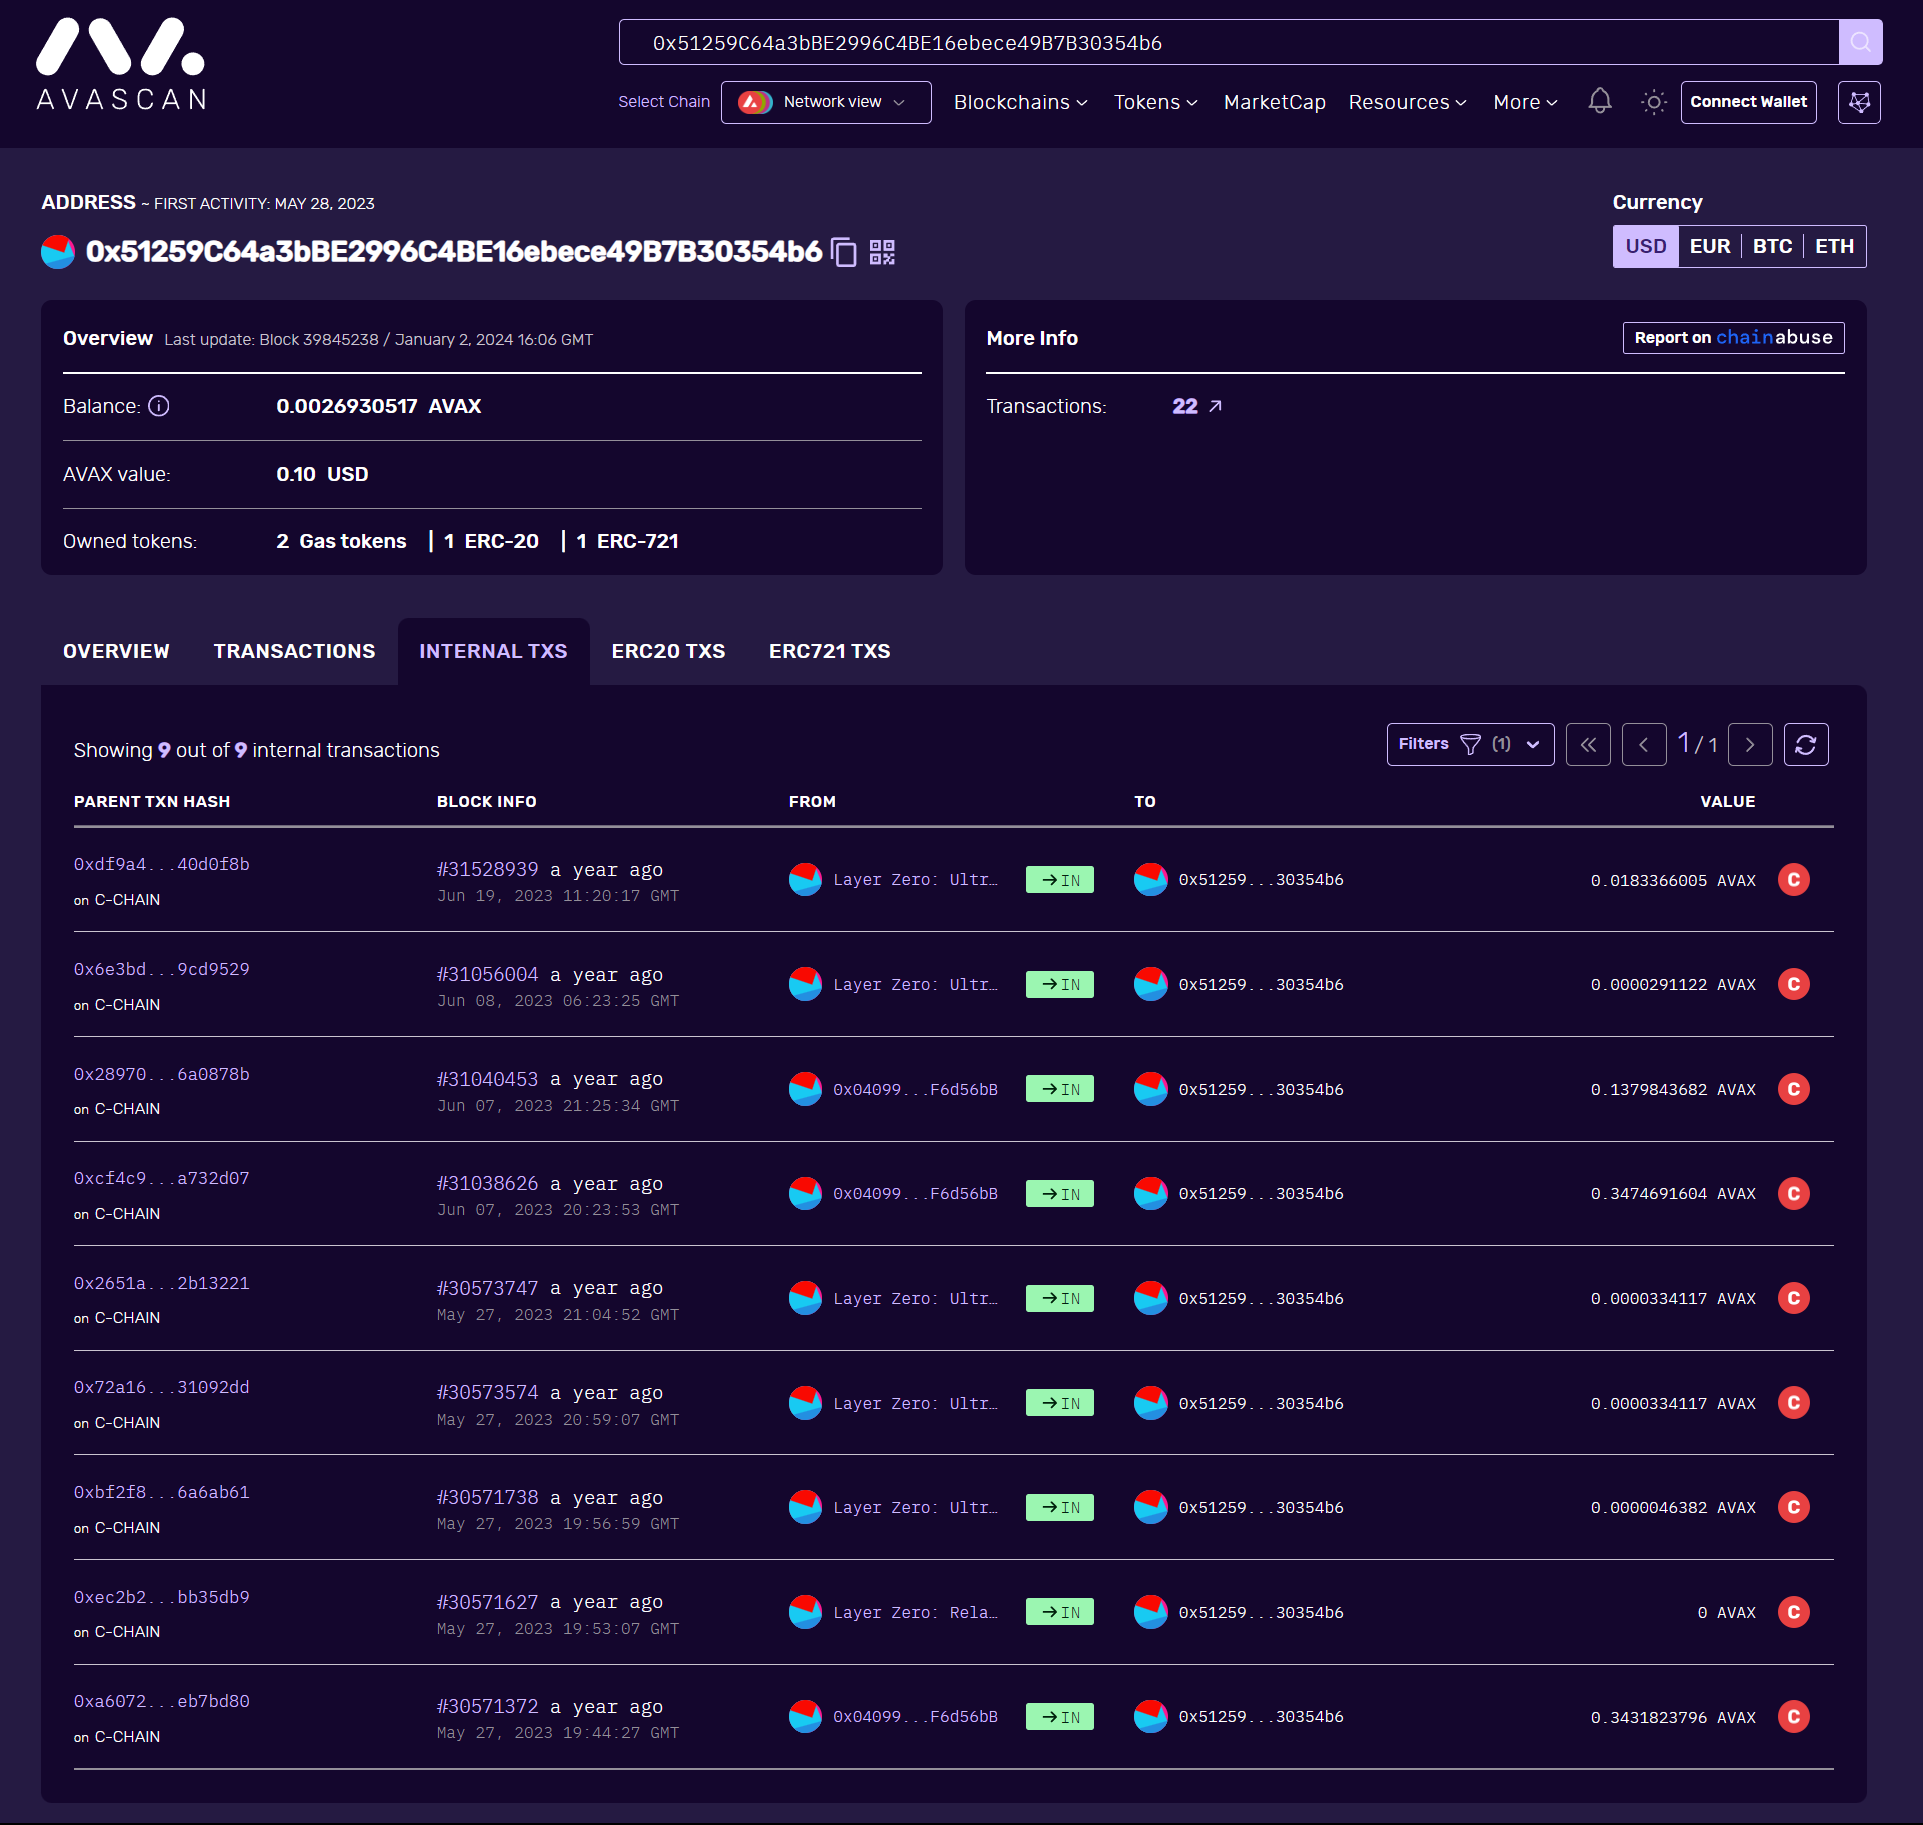 AVASCAN
0x51259C64a3bBE2996C4BE16ebece49B7B30354b6
Select Chain Network view Blockchains Tokens MarketCap Resources More Connect Wallet
ADDRESS ~ FIRST ACTIVITY: MAY 28, 2023
0x51259C64a3bBE2996C4BE16ebece49B7B30354b6
Currency
USD EUR BTC ETH
Overview Last update: Block 39845238 / January 2, 2024 16:06 GMT
Balance: 0.0026930517 AVAX
AVAX value: 0.10 USD
Owned tokens: 2 Gas tokens | 1 ERC-20 | 1 ERC-721
More Info Report on chainabuse
Transactions: 22
OVERVIEW TRANSACTIONS INTERNAL TXS ERC20 TXS ERC721 TXS
Showing 9 out of 9 internal transactions
Filters (1) 1 / 1
PARENT TXN HASH BLOCK INFO FROM TO VALUE
0xdf9a4...40d0f8b #31528939 a year ago
on C-CHAIN Jun 19, 2023 11:20:17 GMT Layer Zero: Ultr… IN 0x51259...30354b6 0.0183366005 AVAX C
0x6e3bd...9cd9529 #31056004 a year ago
on C-CHAIN Jun 08, 2023 06:23:25 GMT Layer Zero: Ultr… IN 0x51259...30354b6 0.0000291122 AVAX C
0x28970...6a0878b #31040453 a year ago
on C-CHAIN Jun 07, 2023 21:25:34 GMT 0x04099...F6d56bB IN 0x51259...30354b6 0.1379843682 AVAX C
0xcf4c9...a732d07 #31038626 a year ago
on C-CHAIN Jun 07, 2023 20:23:53 GMT 0x04099...F6d56bB IN 0x51259...30354b6 0.3474691604 AVAX C
0x2651a...2b13221 #30573747 a year ago
on C-CHAIN May 27, 2023 21:04:52 GMT Layer Zero: Ultr… IN 0x51259...30354b6 0.0000334117 AVAX C
0x72a16...31092dd #30573574 a year ago
on C-CHAIN May 27, 2023 20:59:07 GMT Layer Zero: Ultr… IN 0x51259...30354b6 0.0000334117 AVAX C
0xbf2f8...6a6ab61 #30571738 a year ago
on C-CHAIN May 27, 2023 19:56:59 GMT Layer Zero: Ultr… IN 0x51259...30354b6 0.0000046382 AVAX C
0xec2b2...bb35db9 #30571627 a year ago
on C-CHAIN May 27, 2023 19:53:07 GMT Layer Zero: Rela… IN 0x51259...30354b6 0 AVAX C
0xa6072...eb7bd80 #30571372 a year ago
on C-CHAIN May 27, 2023 19:44:27 GMT 0x04099...F6d56bB IN 0x51259...30354b6 0.3431823796 AVAX C